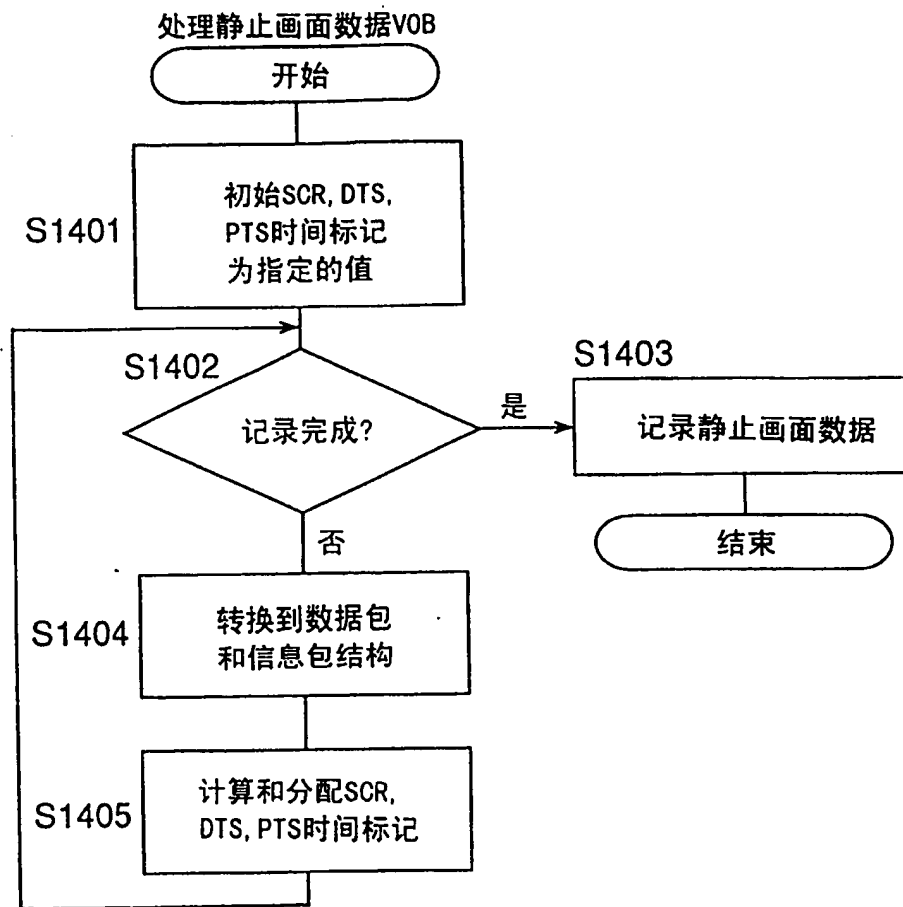 处理静止画面数据VOB
开始
S1401
初始SCR, DTS,
PTS时间标记
为指定的值
S1402
记录完成?
是
S1403
记录静止画面数据
结束
否
S1404
转换到数据包
和信息包结构
S1405
计算和分配SCR,
DTS, PTS时间标记